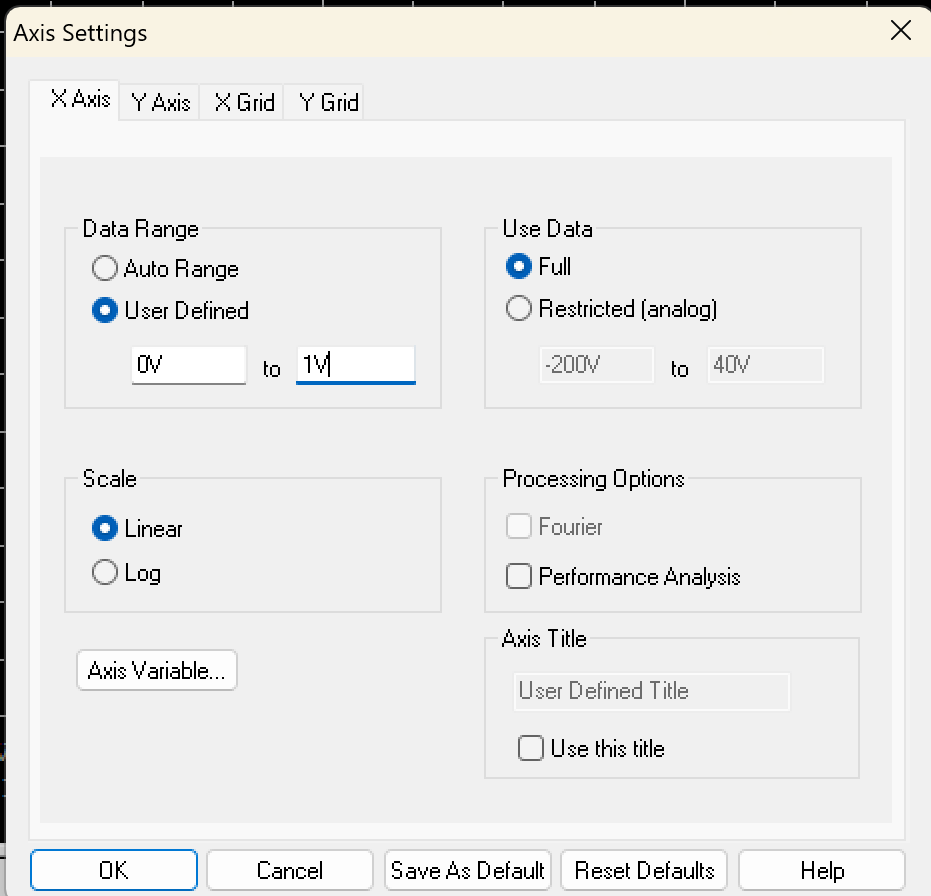 Axis Settings
X Axis
Y Axis
X Grid
Y Grid
Data Range
Auto Range
User Defined
0V to 1V
Use Data
Full
Restricted (analog)
-200V to 40V
Scale
Linear
Log
Processing Options
Fourier
Performance Analysis
Axis Variable...
Axis Title
User Defined Title
Use this title
OK
Cancel
Save As Default
Reset Defaults
Help